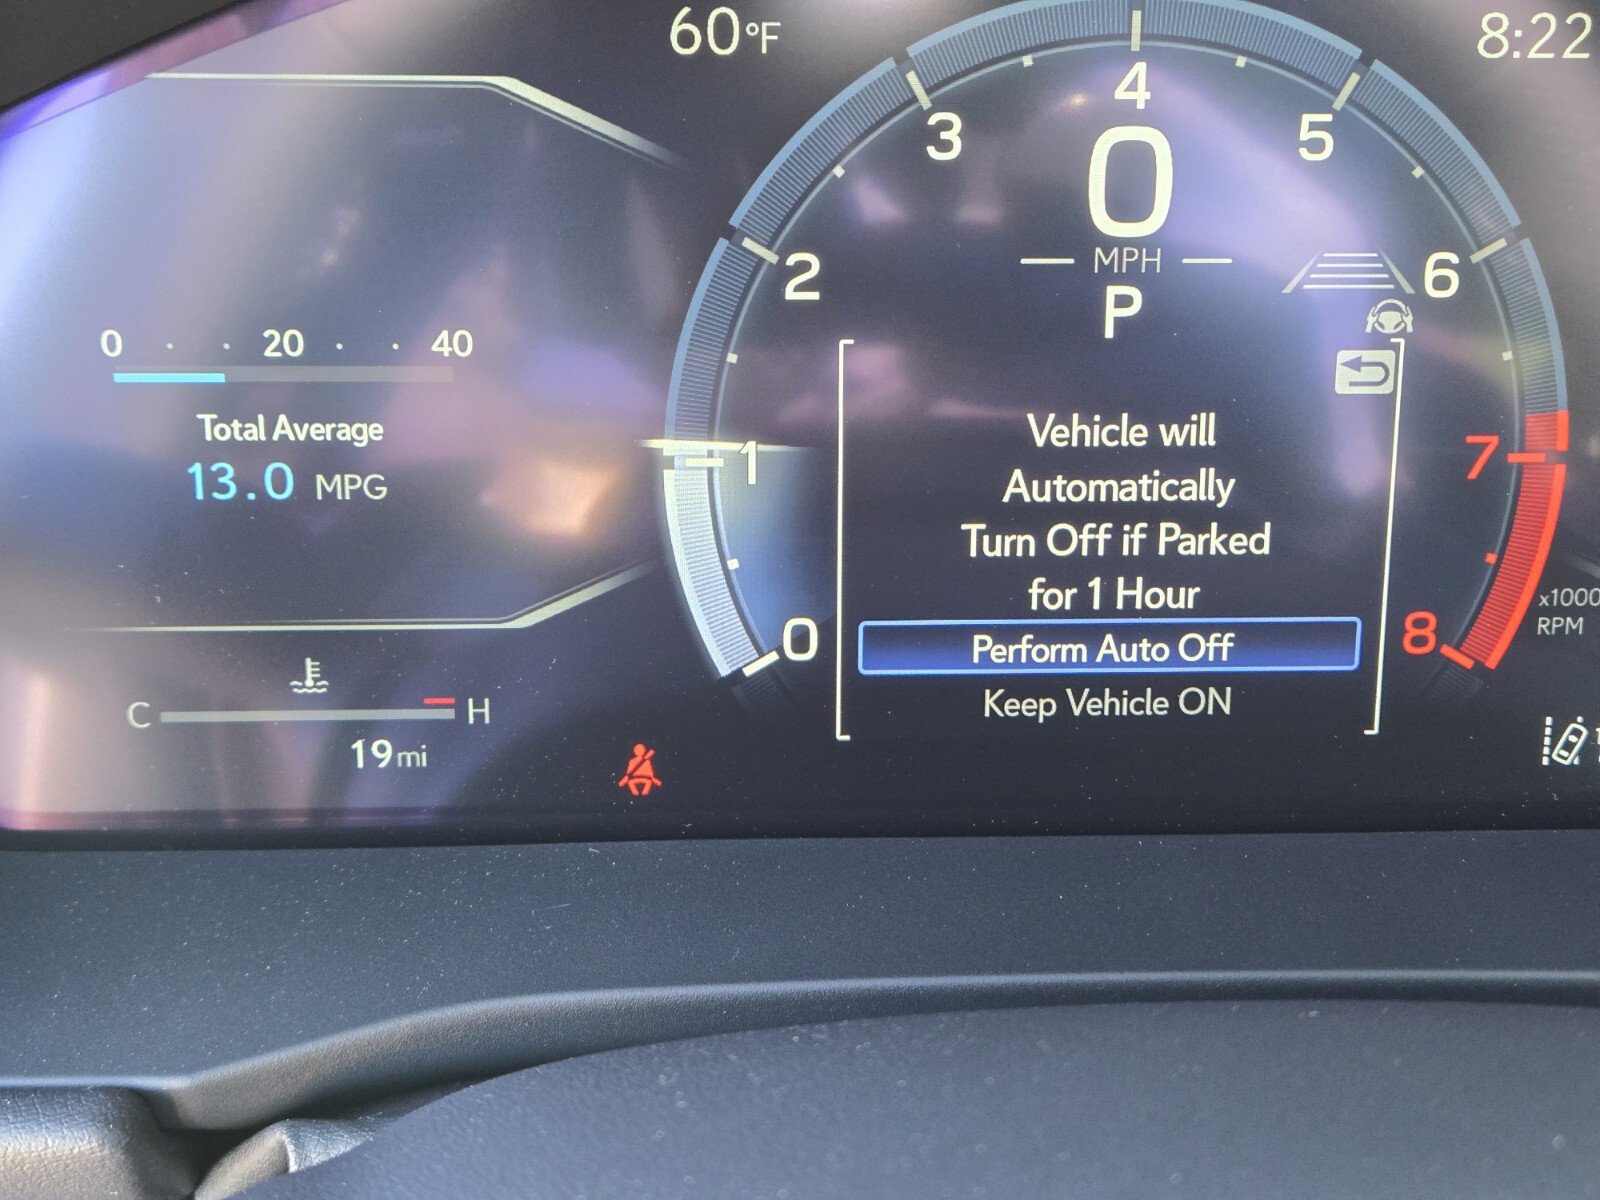 60°F
8:22
4
3
5
0
2
6
MPH
P
0 20 40
Total Average
13.0 MPG
1
7
Vehicle will
Automatically
Turn Off if Parked
for 1 Hour
0
8
x1000
RPM
Perform Auto Off
Keep Vehicle ON
C H
19 mi